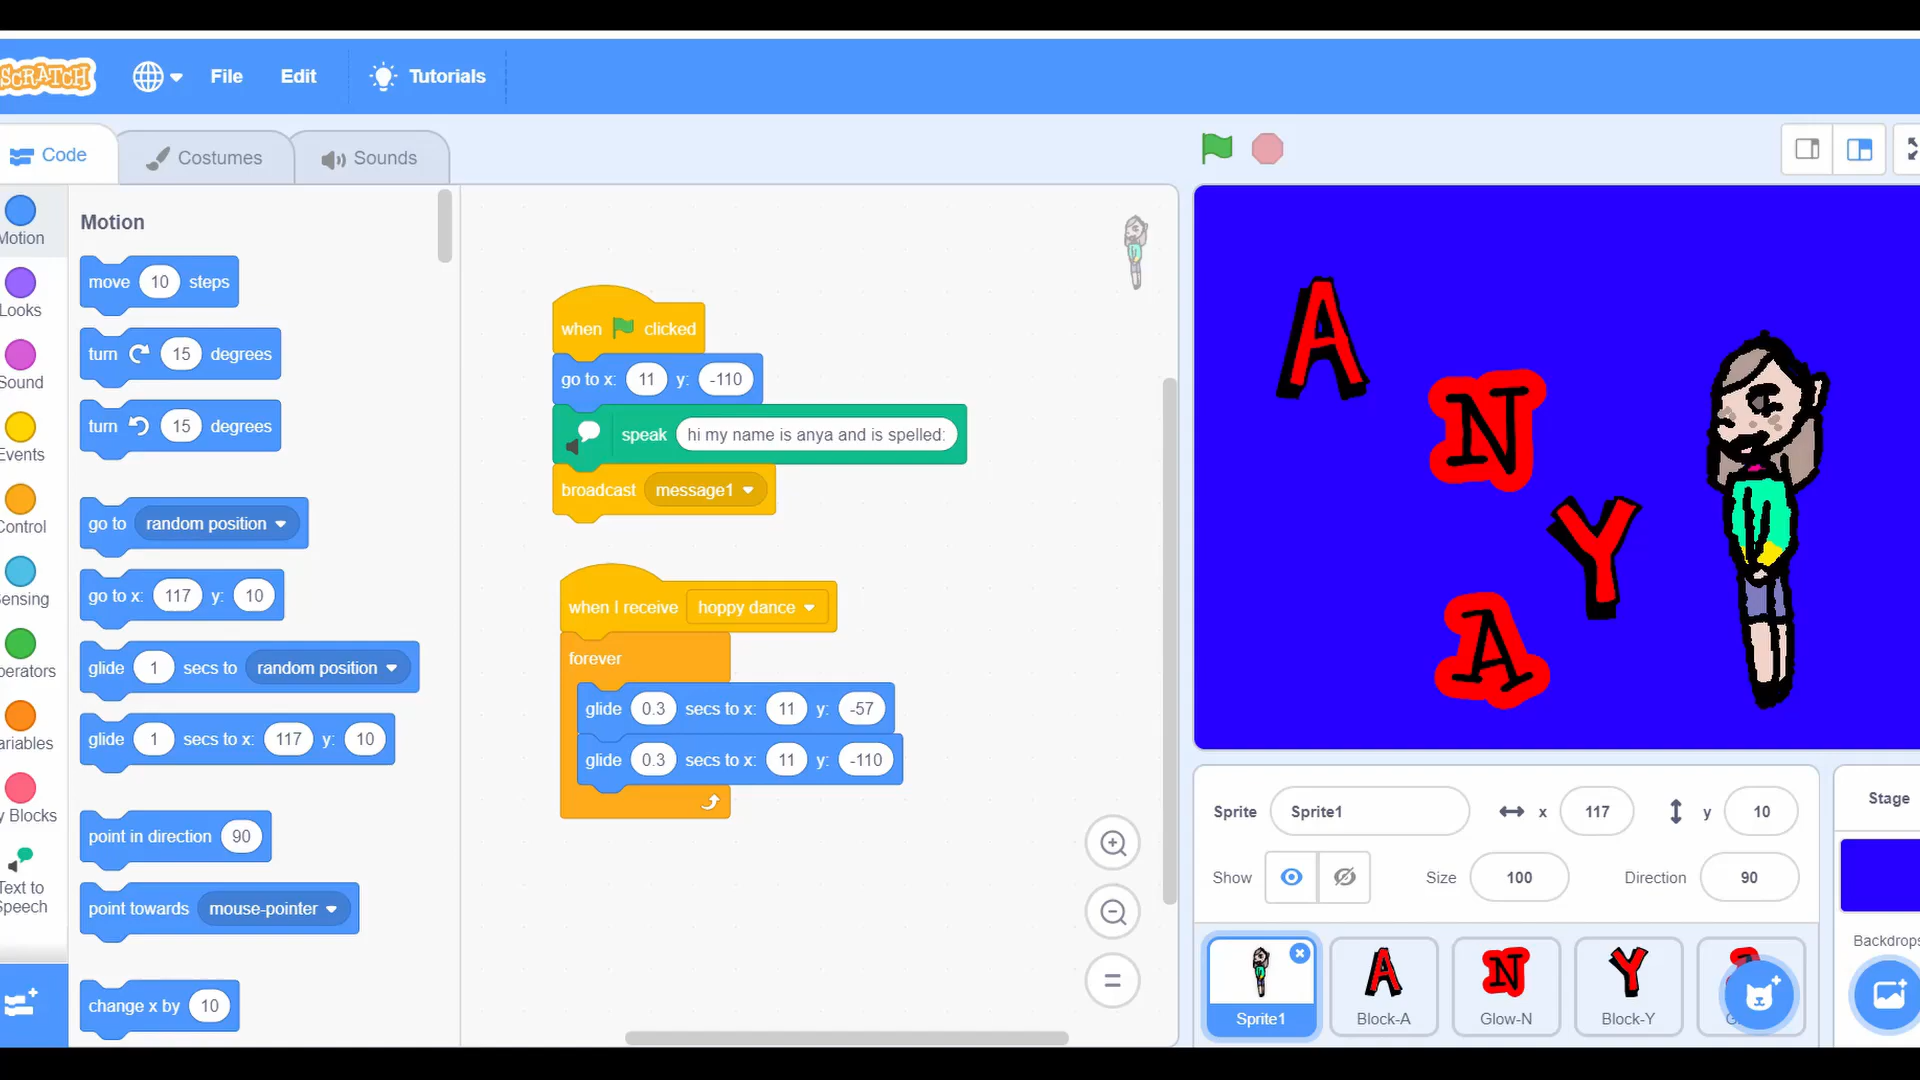 SCRATCH
File
Edit
Tutorials
Code
Costumes
Sounds
Motion
Looks
Sound
Events
Control
Sensing
perators
ariables
y Blocks
Text to
Speech
Motion
move 10 steps
turn 15 degrees
turn 15 degrees
go to random position
go to x: 117 y: 10
glide 1 secs to random position
glide 1 secs to x: 117 y: 10
point in direction 90
point towards mouse-pointer
change x by 10
when clicked
go to x: 11 y: -110
speak hi my name is anya and is spelled:
broadcast message1
when I receive hoppy dance
forever
glide 0.3 secs to x: 11 y: -57
glide 0.3 secs to x: 11 y: -110
A
N
Y
A
Sprite Sprite1 x 117 y 10
Show Size 100 Direction 90
Stage
Backdrops
Sprite1
A
Block-A
N
Glow-N
Y
Block-Y